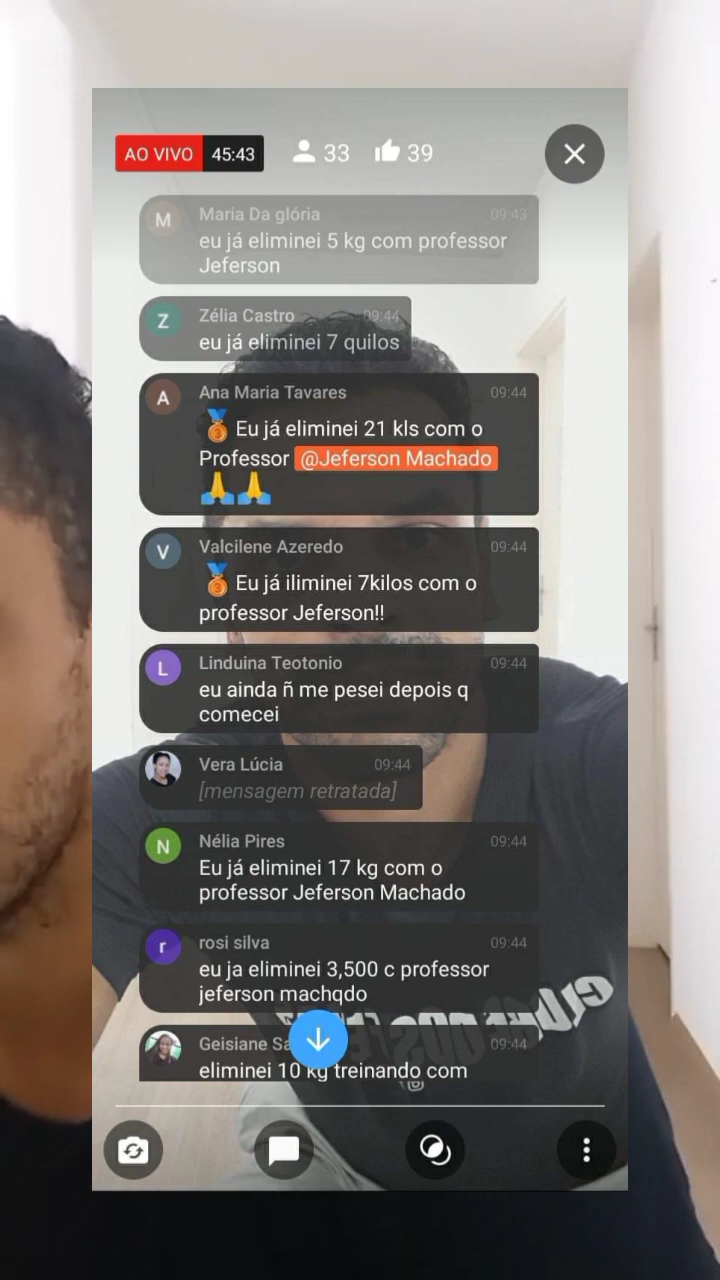 AO VIVO 45:43 33 39
M Maria Da glória 09:43
eu já eliminei 5 kg com professor
Jeferson
Z Zélia Castro 09:44
eu já eliminei 7 quilos
A Ana Maria Tavares 09:44
🥉 Eu já eliminei 21 kls com o
Professor @Jeferson Machado
🙏🙏
V Valcilene Azeredo 09:44
🥉 Eu já iliminei 7kilos com o
professor Jeferson!!
L Linduina Teotonio 09:44
eu ainda ñ me pesei depois q
comecei
Vera Lúcia 09:44
[mensagem retratada]
N Nélia Pires 09:44
Eu já eliminei 17 kg com o
professor Jeferson Machado
r rosi silva 09:44
eu ja eliminei 3,500 c professor
jeferson machqdo
Geisiane 09:44
eliminei 10 kg treinando com